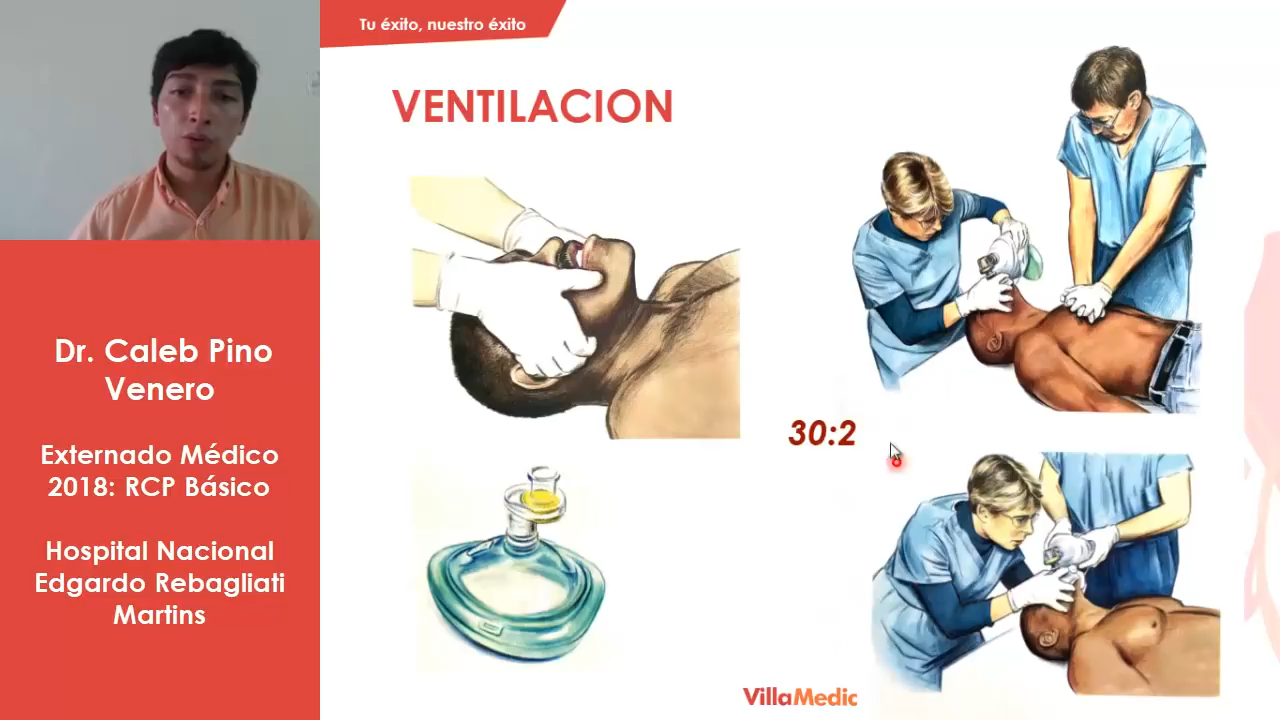 Tu éxito, nuestro éxito
VENTILACION
30:2
Dr. Caleb Pino
Venero
Externado Médico
2018: RCP Básico
Hospital Nacional
Edgardo Rebagliati
Martins
VillaMedic